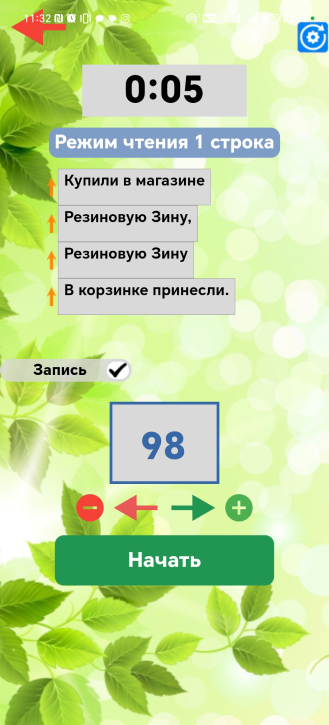 11:32
0:05
Режим чтения 1 строка
Купили в магазине
Резиновую Зину,
Резиновую Зину
В корзинке принесли.
Запись
98
Начать